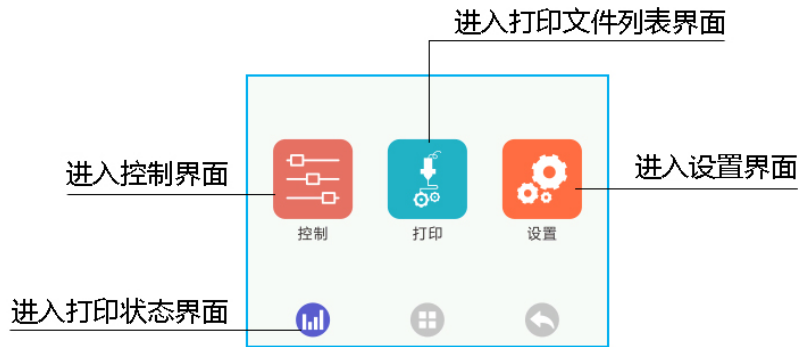 进入打印文件列表界面
进入控制界面
进入设置界面
控制
打印
设置
进入打印状态界面